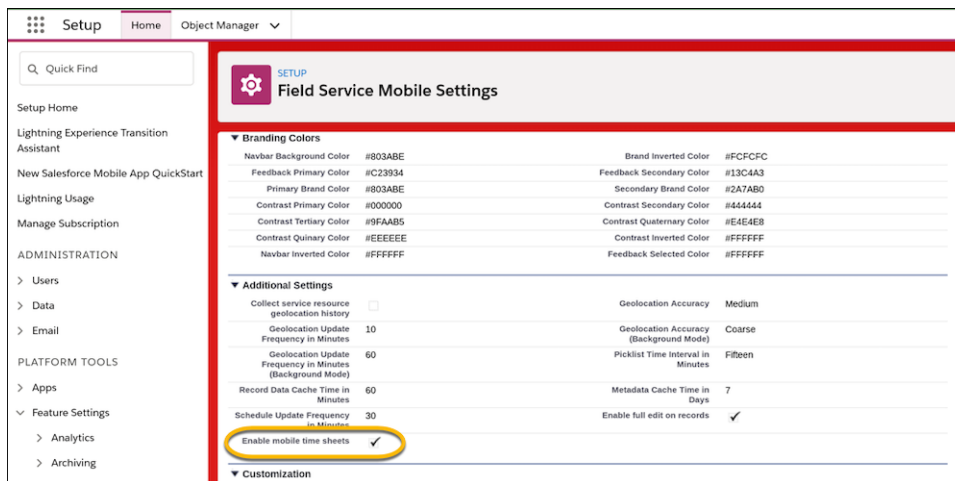 Setup Home Object Manager
Quick Find
Setup Home
Lightning Experience Transition
Assistant
New Salesforce Mobile App QuickStart
Lightning Usage
Manage Subscription
ADMINISTRATION
Users
Data
Email
PLATFORM TOOLS
Apps
Feature Settings
Analytics
Archiving
SETUP
Field Service Mobile Settings
Branding Colors
Navbar Background Color #803ABE Brand Inverted Color #FCFCFC
Feedback Primary Color #C23934 Feedback Secondary Color #13C4A3
Primary Brand Color #803ABE Secondary Brand Color #2A7AB0
Contrast Primary Color #000000 Contrast Secondary Color #444444
Contrast Tertiary Color #9FAAB5 Contrast Quaternary Color #E4E4E8
Contrast Quinary Color #EEEEEE Contrast Inverted Color #FFFFFF
Navbar Inverted Color #FFFFFF Feedback Selected Color #FFFFFF
Additional Settings
Collect service resource
geolocation history
Geolocation Accuracy Medium
Geolocation Update 10
Frequency in Minutes
Geolocation Accuracy Coarse
(Background Mode)
Geolocation Update 60
Frequency in Minutes
(Background Mode)
Picklist Time Interval in Fifteen
Minutes
Record Data Cache Time in 60
Minutes
Metadata Cache Time in 7
Days
Schedule Update Frequency 30
in Minutes
Enable full edit on records
Enable mobile time sheets
Customization